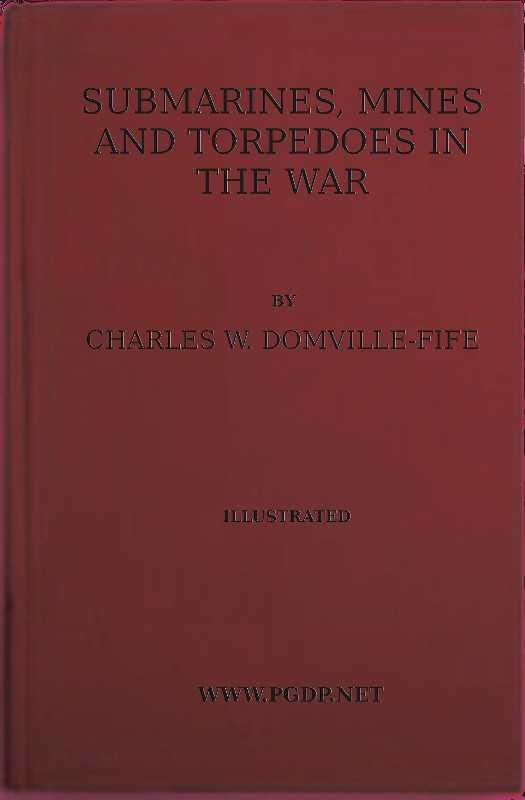 SUBMARINES, MINES
AND TORPEDOES IN
THE WAR
BY
CHARLES W. DOMVILLE-FIFE
ILLUSTRATED
WWW.PGDP.NET